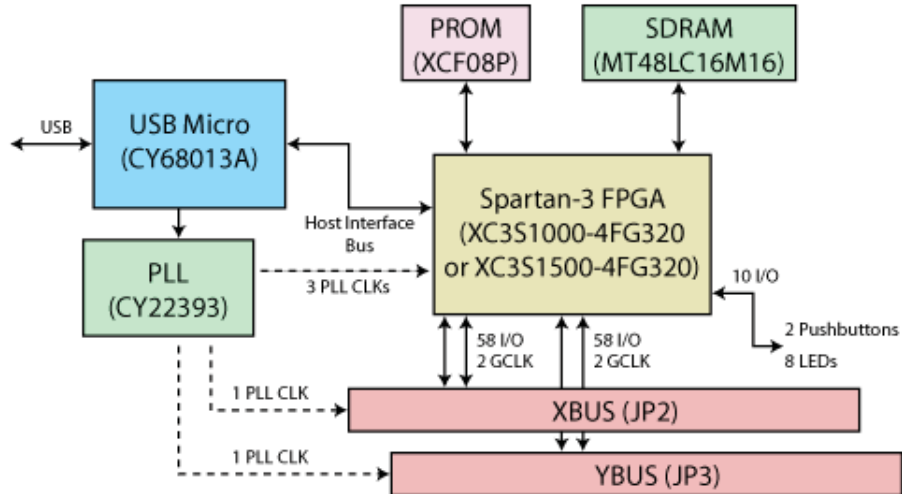 PROM
(XCF08P)
SDRAM
(MT48LC16M16)
USB
USB Micro
(CY68013A)
Host Interface
Bus
Spartan-3 FPGA
(XC3S1000-4FG320
or XC3S1500-4FG320)
PLL
(CY22393)
3 PLL CLKs
10 I/O
2 Pushbuttons
8 LEDs
58 I/O
2 GCLK
58 I/O
2 GCLK
1 PLL CLK
XBUS (JP2)
1 PLL CLK
YBUS (JP3)